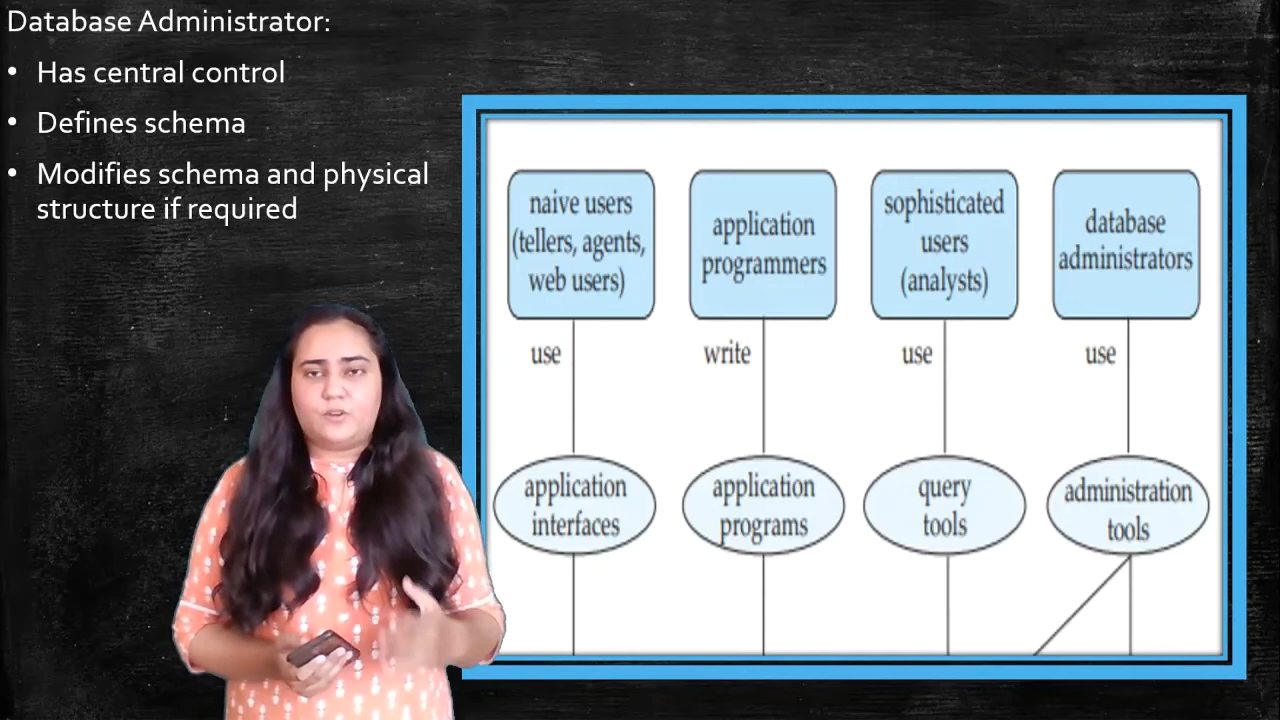 Database Administrator:
• Has central control
• Defines schema
• Modifies schema and physical
structure if required
naive users
(tellers, agents,
web users)
application
programmers
sophisticated
users
(analysts)
database
administrators
use
write
use
use
application
interfaces
application
programs
query
tools
administration
tools